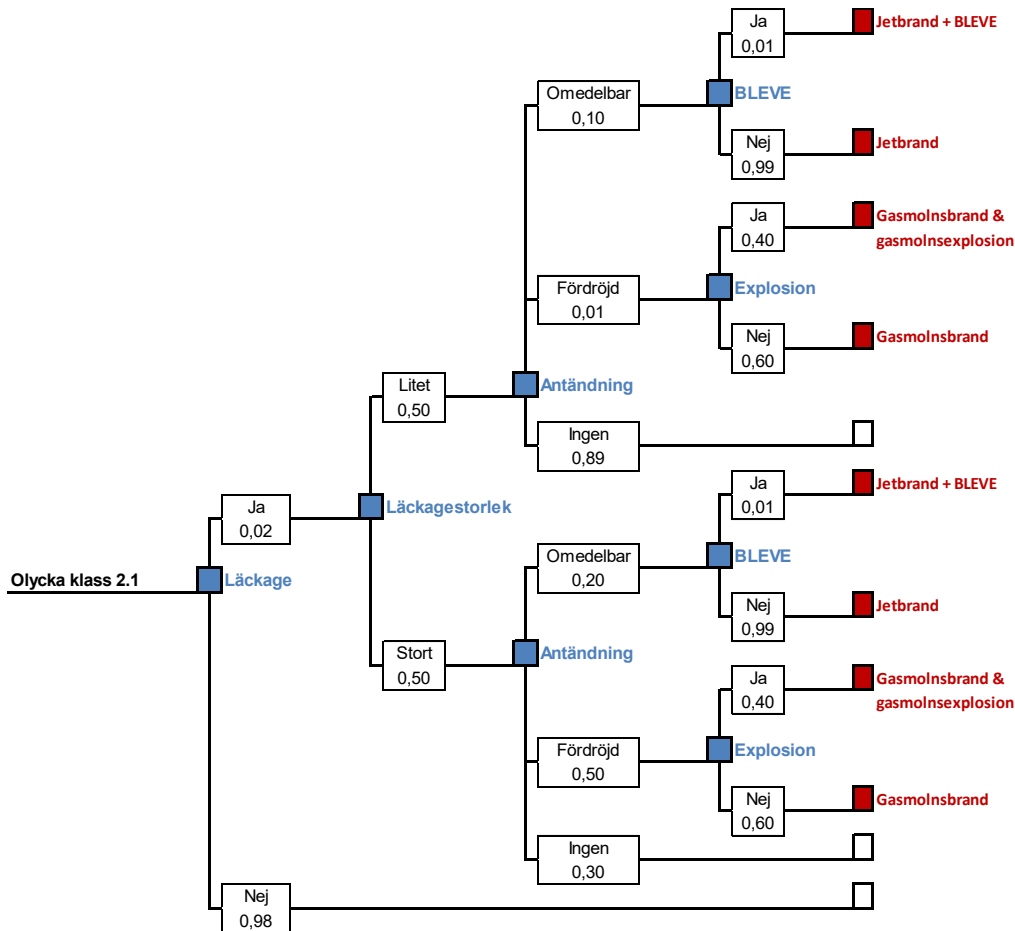 Ja
0,01
Jetbrand + BLEVE
Omedelbar
0,10
BLEVE
Nej
0,99
Jetbrand
Ja
0,40
Gasmolnsbrand &
gasmolnsexplosion
Fördröjd
0,01
Explosion
Nej
0,60
Gasmolnsbrand
Litet
0,50
Antändning
Ingen
0,89
Ja
0,02
Läckagestorlek
Ja
0,01
Jetbrand + BLEVE
Omedelbar
0,20
BLEVE
Olycka klass 2.1
Läckage
Nej
0,99
Jetbrand
Stort
0,50
Antändning
Ja
0,40
Gasmolnsbrand &
gasmolnsexplosion
Fördröjd
0,50
Explosion
Nej
0,60
Gasmolnsbrand
Ingen
0,30
Nej
0,98